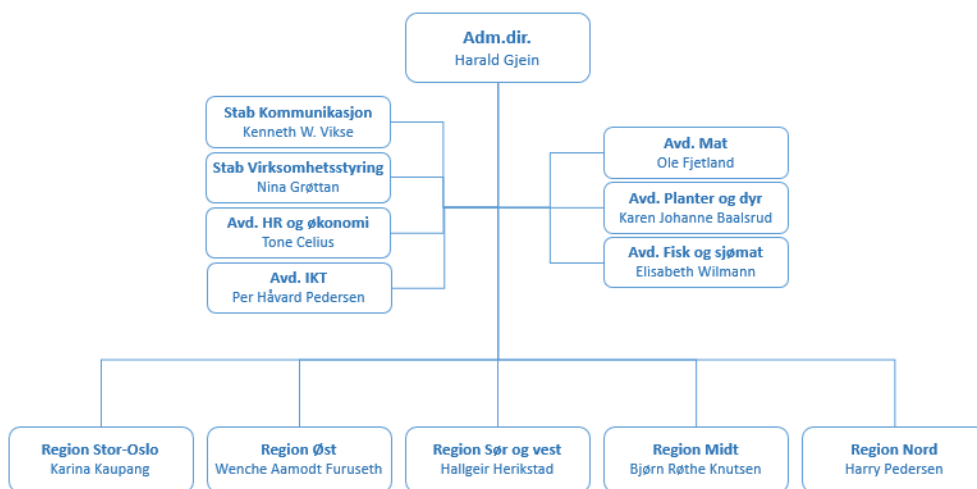 Adm.dir.
Harald Gjein
Stab Kommunikasjon
Kenneth W. Vikse
Stab Virksomhetsstyring
Nina Grøttan
Avd. HR og økonomi
Tone Celius
Avd. IKT
Per Håvard Pedersen
Avd. Mat
Ole Fjetland
Avd. Planter og dyr
Karen Johanne Baalsrud
Avd. Fisk og sjømat
Elisabeth Wilmann
Region Stor-Oslo
Karina Kaupang
Region Øst
Wenche Aamodt Furuseth
Region Sør og vest
Hallgeir Herikstad
Region Midt
Bjørn Røthe Knutsen
Region Nord
Harry Pedersen